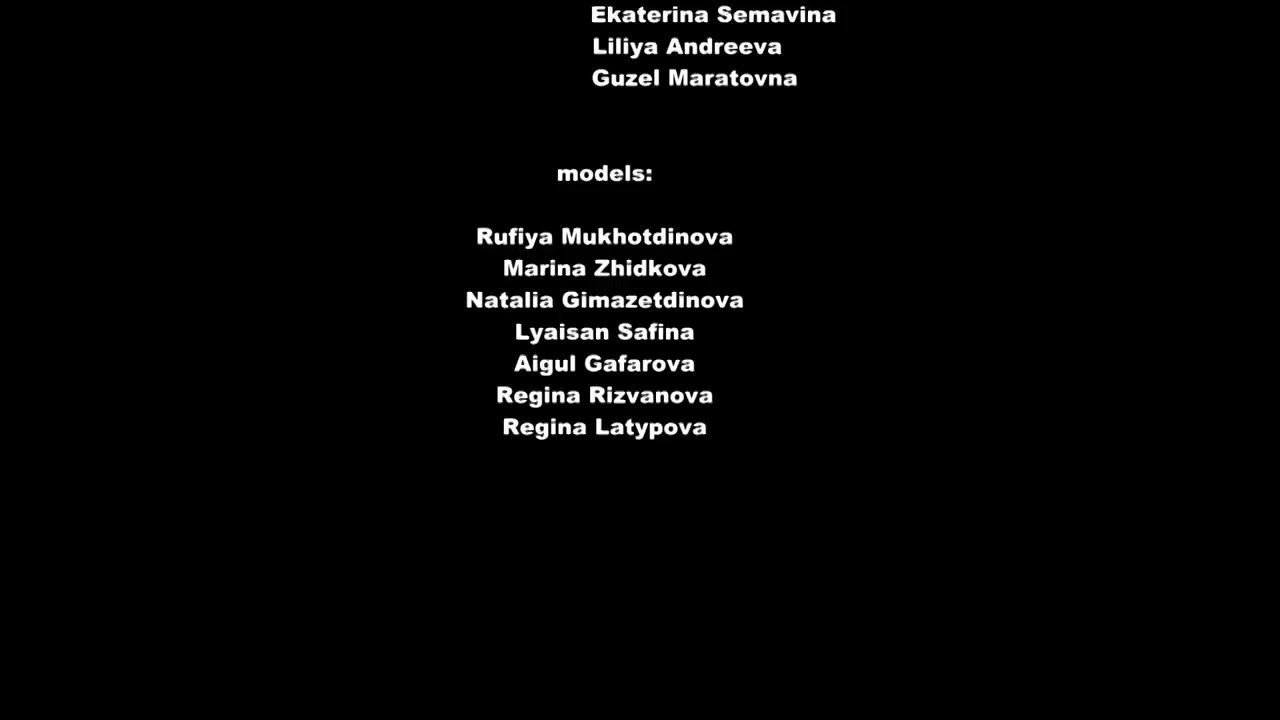 Ekaterina Semavina
Liliya Andreeva
Guzel Maratovna
models:
Rufiya Mukhotdinova
Marina Zhidkova
Natalia Gimazetdinova
Lyaisan Safina
Aigul Gafarova
Regina Rizvanova
Regina Latypova